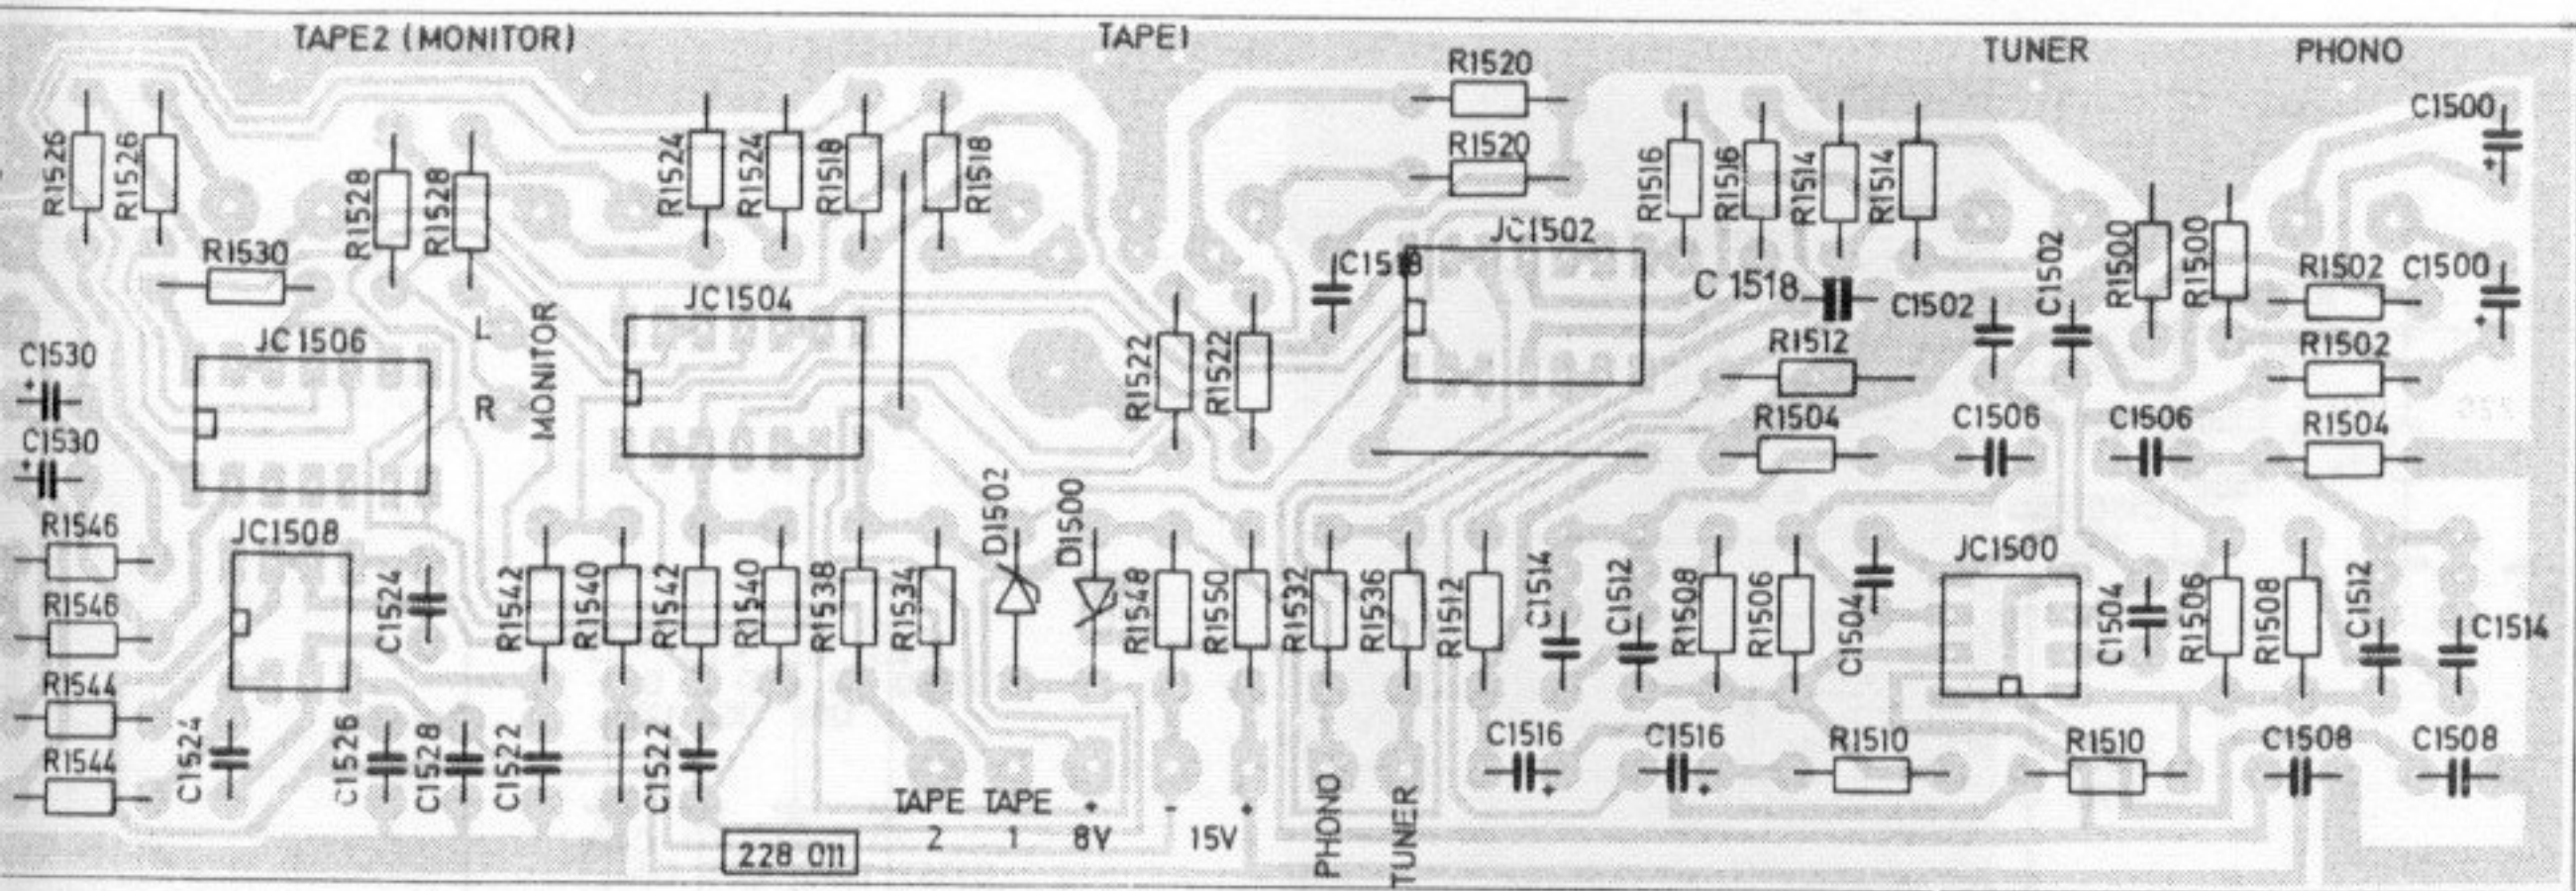 TAPE2 (MONITOR) TAPE1 TUNER PHONO
R1520
C1500
R1526 R1526 R1528 R1528 R1524 R1524 R1518 R1518 R1520 R1516 R1516 R1514 R1514
R1530 JC1502 C1502 R1500 R1500 R1502 C1500
JC1504 C1518 C 1518 C1502
JC1506 L MONITOR R1522 R1522 R1512 R1502
C1530
R R1504 C1506 C1506 R1504
C1530
R1546 JC1508 D1502 D1500 JC1500
C1524 R1542 R1540 R1542 R1540 R1538 R1534 R1548 R1550 R1532 R1536 R1512 C1514 C1512 R1508 R1506 C1504 C1504 R1506 R1508 C1512 C1514
R1546
R1544
C1524 C1526 C1528 C1522 C1522 C1516 C1516 R1510 R1510 C1508 C1508
R1544
TAPE TAPE + - + PHONO TUNER
2 1 8V 15V
228 011